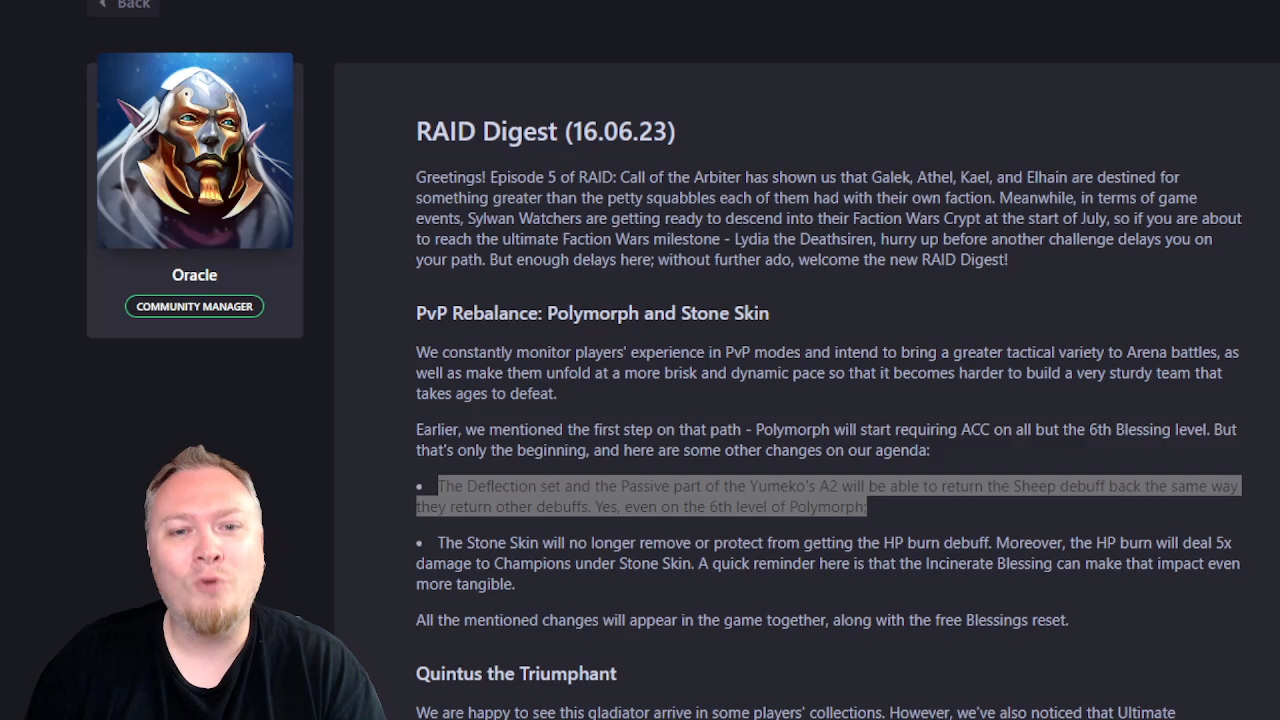 Back
Oracle
COMMUNITY MANAGER
RAID Digest (16.06.23)
Greetings! Episode 5 of RAID: Call of the Arbiter has shown us that Galek, Athel, Kael, and Elhain are destined for
something greater than the petty squabbles each of them had with their own faction. Meanwhile, in terms of game
events, Sylwan Watchers are getting ready to descend into their Faction Wars Crypt at the start of July, so if you are about
to reach the ultimate Faction Wars milestone - Lydia the Deathsiren, hurry up before another challenge delays you on
your path. But enough delays here; without further ado, welcome the new RAID Digest!
PvP Rebalance: Polymorph and Stone Skin
We constantly monitor players' experience in PvP modes and intend to bring a greater tactical variety to Arena battles, as
well as make them unfold at a more brisk and dynamic pace so that it becomes harder to build a very sturdy team that
takes ages to defeat.
Earlier, we mentioned the first step on that path - Polymorph will start requiring ACC on all but the 6th Blessing level. But
that's only the beginning, and here are some other changes on our agenda:
• The Deflection set and the Passive part of the Yumeko's A2 will be able to return the Sheep debuff back the same way
they return other debuffs. Yes, even on the 6th level of Polymorph;
• The Stone Skin will no longer remove or protect from getting the HP burn debuff. Moreover, the HP burn will deal 5x
damage to Champions under Stone Skin. A quick reminder here is that the Incinerate Blessing can make that impact even
more tangible.
All the mentioned changes will appear in the game together, along with the free Blessings reset.
Quintus the Triumphant
We are happy to see this gladiator arrive in some players' collections. However, we've also noticed that Ultimate